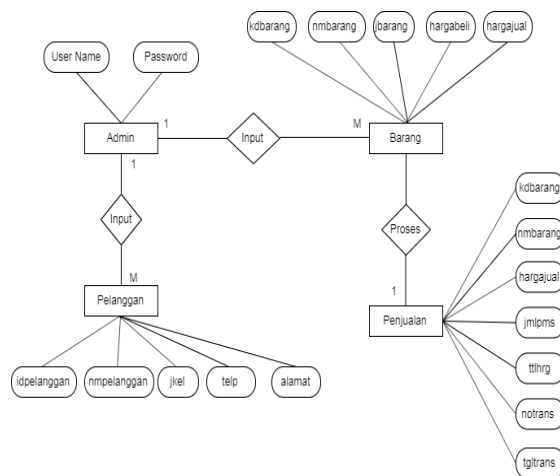 kdbarang
nmbarang
jbarang
hargabeli
hargajual
User Name
Password
Admin
1
Input
M
Barang
1
Input
M
Pelanggan
idpelanggan
nmpelanggan
jkel
telp
alamat
Proses
1
Penjualan
kdbarang
nmbarang
hargajual
jmlpms
ttlhrg
notrans
tgltrans